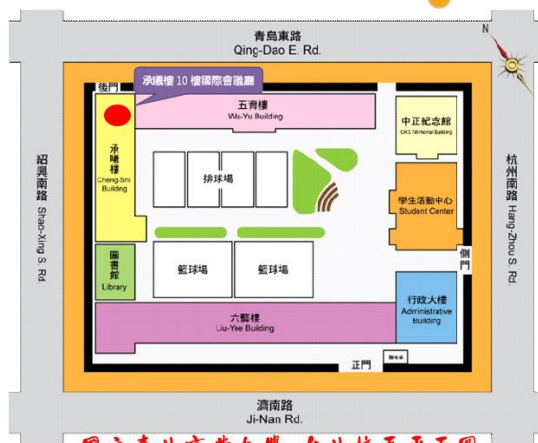 青島東路
Qing-Dao E. Rd.
N
後門
承曦樓 10 樓國際會議廳
五育樓
Wu-Yu Building
中正紀念館
CKS Memorial Building
承曦樓
Cheng-Shi
Building
排球場
學生活動中心
Student Center
紹興南路 Shao-Xing S. Rd.
杭州南路 Hang-Zhou S. Rd.
側門
圖書館
Library
籃球場
籃球場
行政大樓
Administrative
Building
六藝樓
Liu-Yee Building
正門
濟南路
Ji-Nan Rd.